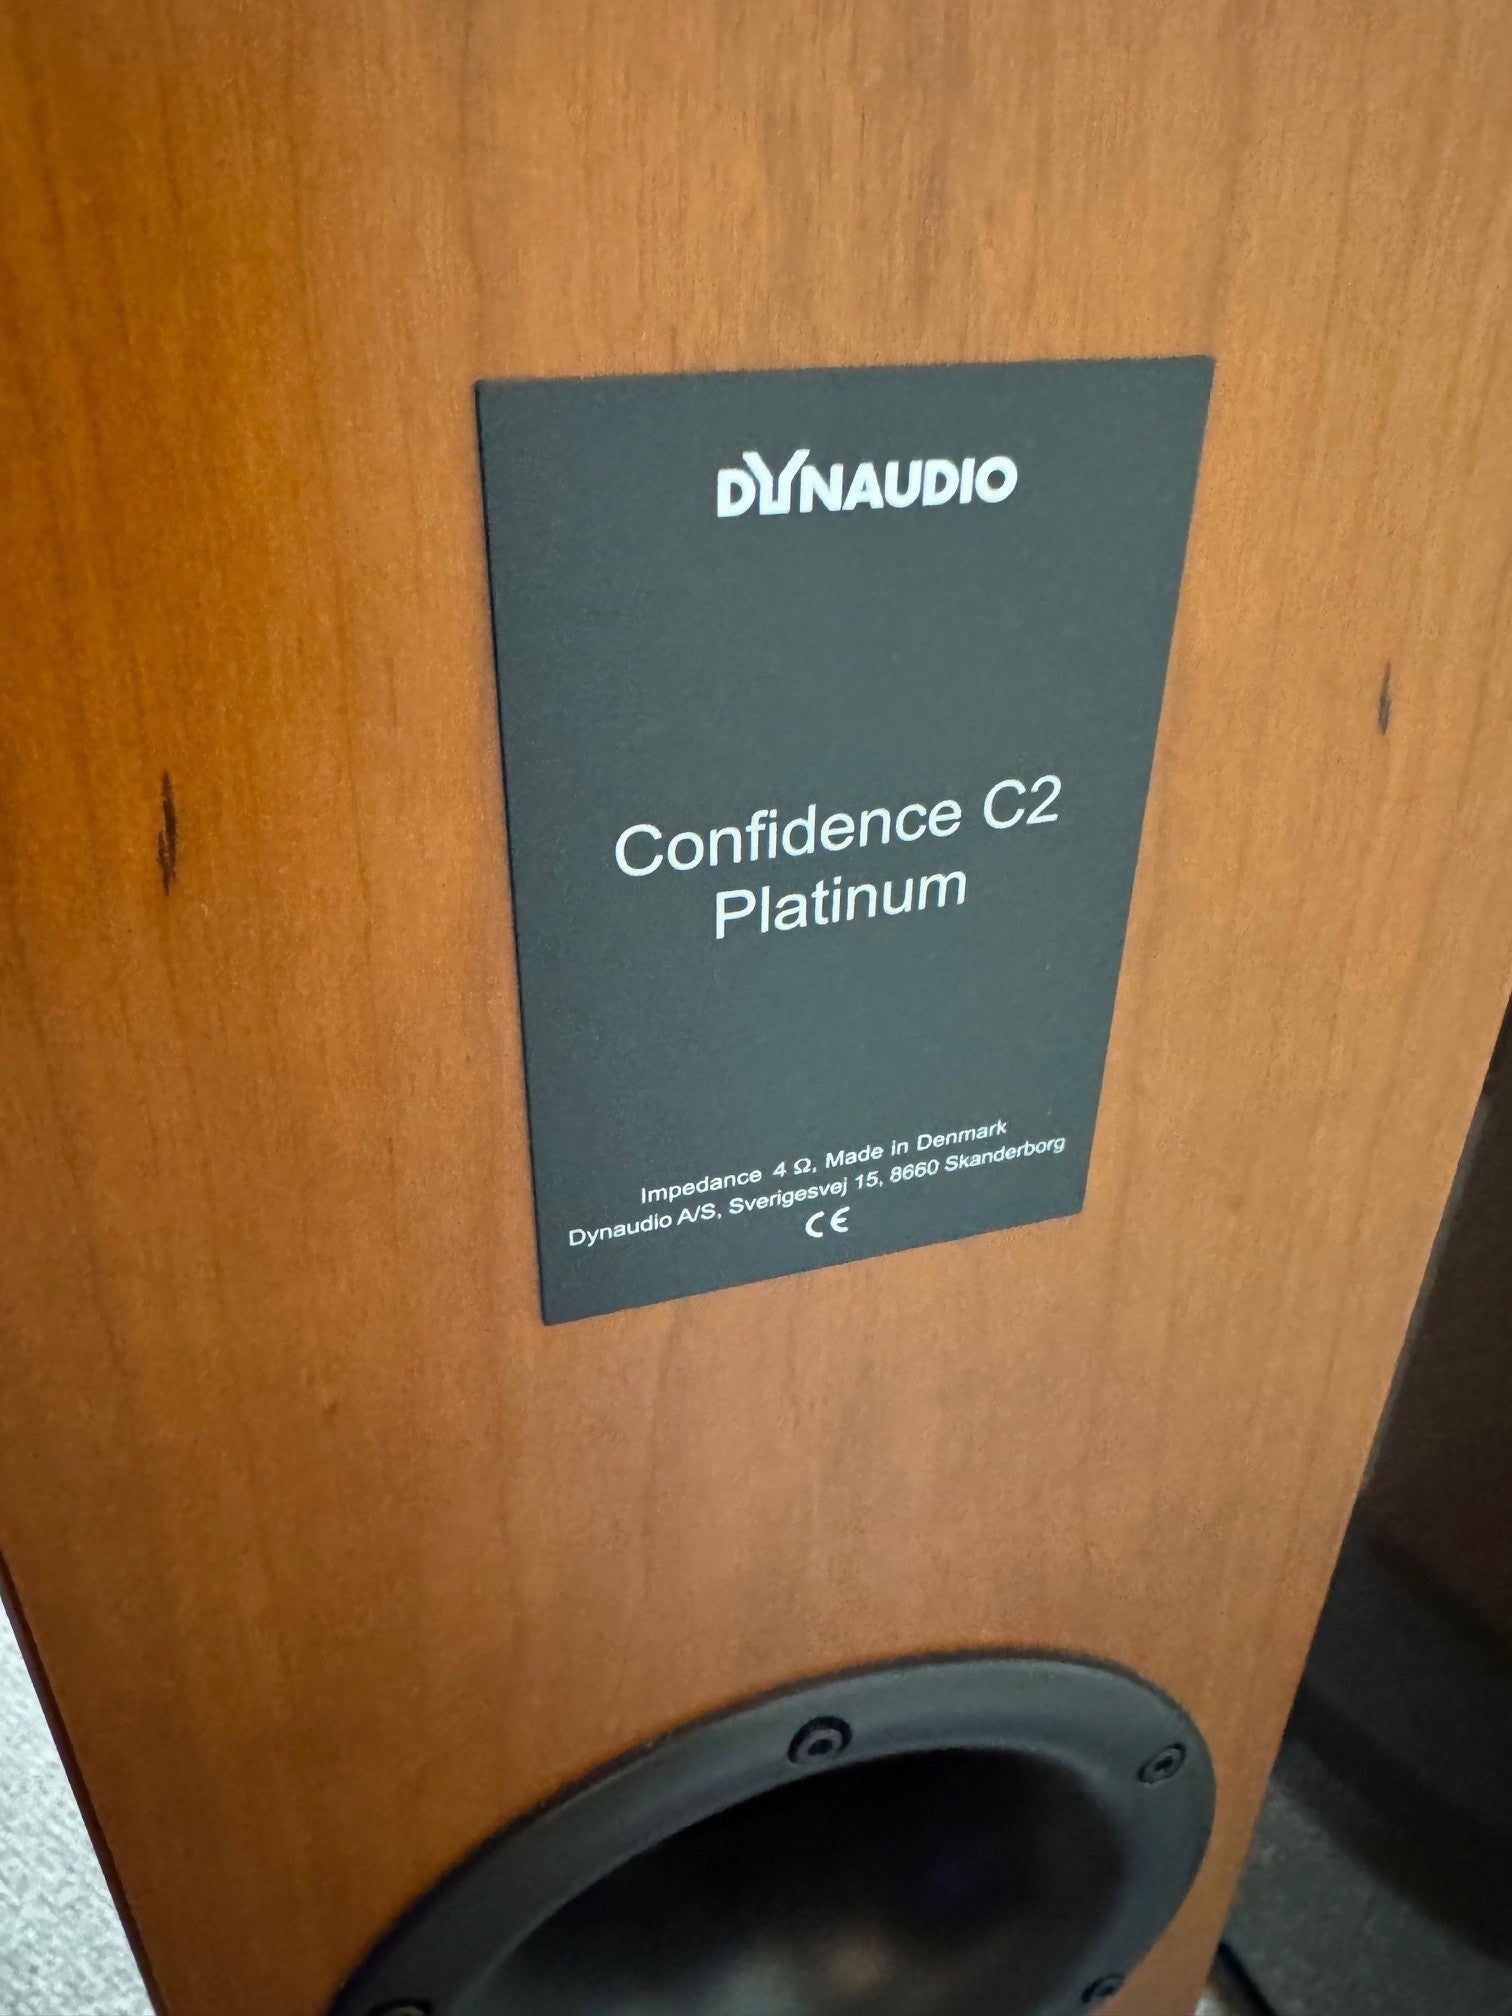 DYNAUDIO
Confidence C2
Platinum
Impedance 4 Ω, Made in Denmark
Dynaudio A/S, Sverigesvej 15, 8660 Skanderborg
CE